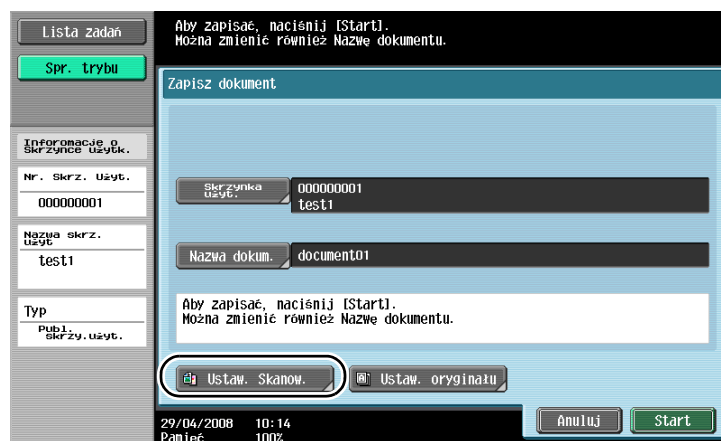 Lista zadań
Spr. trybu
Inforomacje o
Skrzynce użytk.
Nr. Skrz. Użyt.
000000001
Nazwa skrz.
użyt
test1
Typ
Publ.
skrzy.użyt.
Aby zapisać, naciśnij [Start].
Można zmienić również Nazwę dokumentu.
Zapisz dokument
Skrzynka
użyt.
000000001
test1
Nazwa dokum.
document01
Aby zapisać, naciśnij [Start].
Można zmienić również Nazwę dokumentu.
Ustaw. Skanow.
Ustaw. oryginału
29/04/2008 10:14
Pamięć 100%
Anuluj
Start